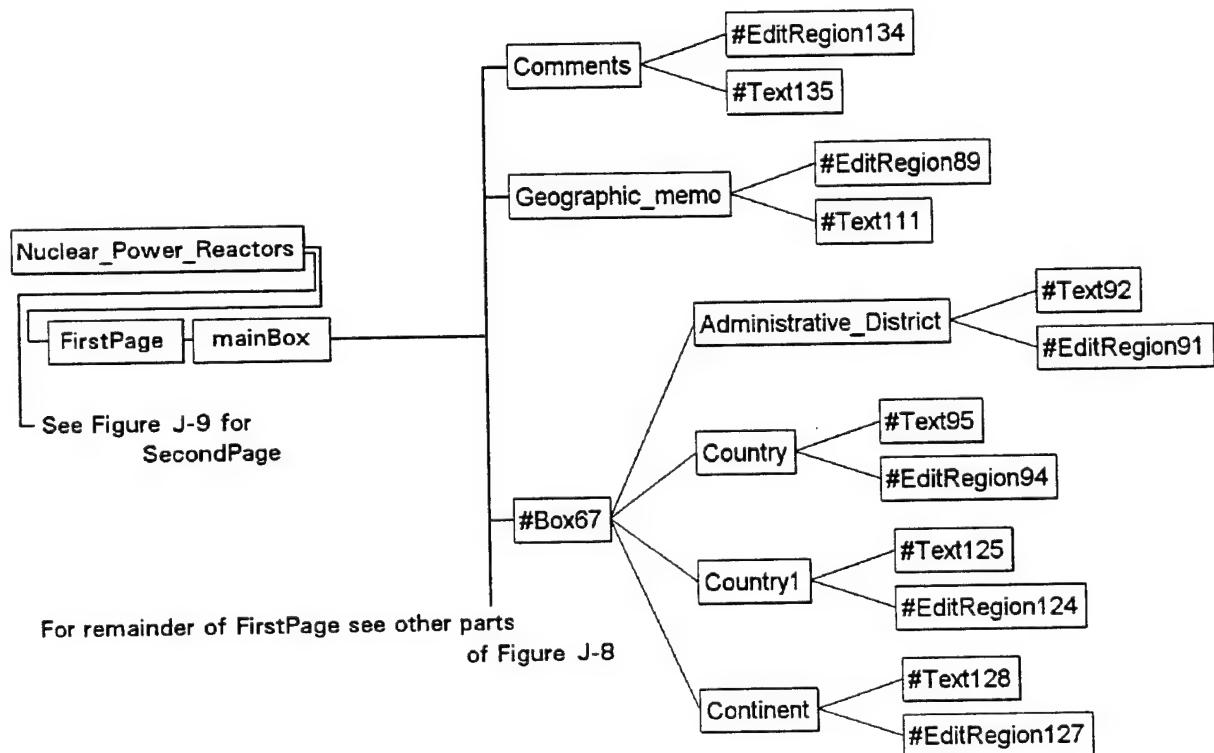 #EditRegion134
Comments
#Text135
#EditRegion89
Geographic_memo
#Text111
Nuclear_Power_Reactors
#Text92
Administrative_District
FirstPage
mainBox
#EditRegion91
See Figure J-9 for
SecondPage
#Text95
Country
#EditRegion94
#Box67
#Text125
Country1
#EditRegion124
For remainder of FirstPage see other parts
of Figure J-8
#Text128
Continent
#EditRegion127